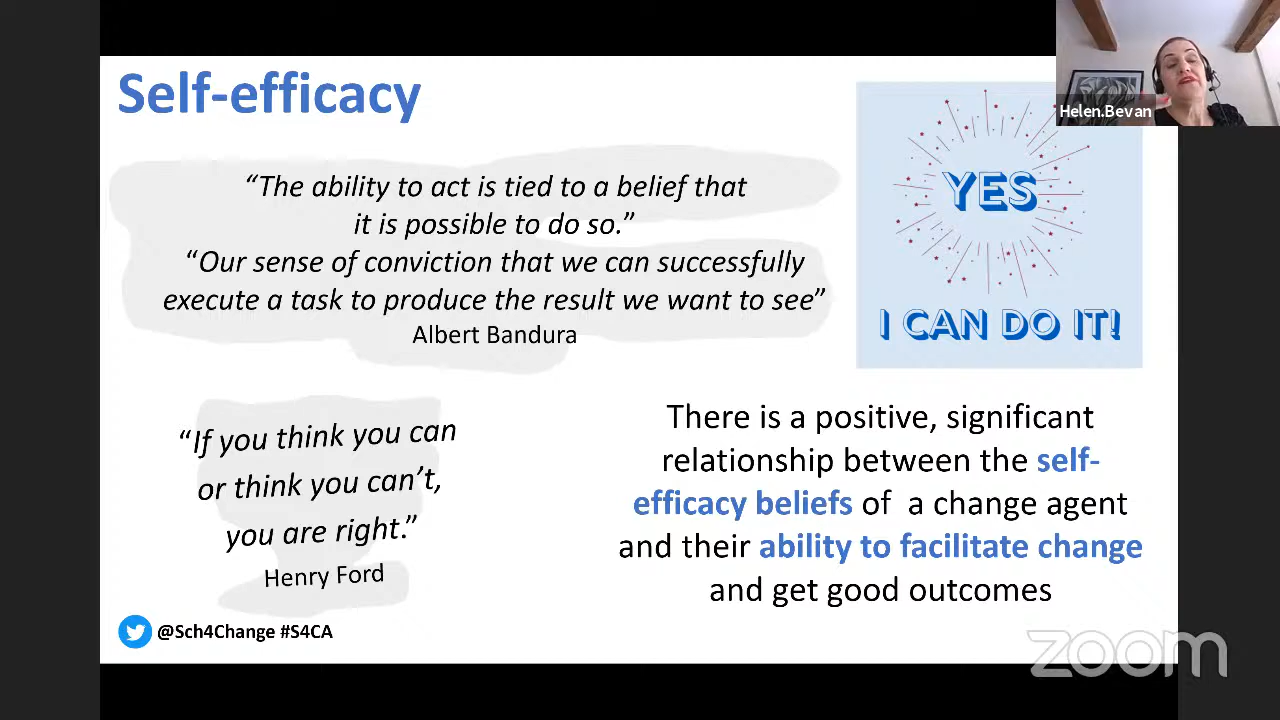 Self-efficacy
Helen.Bevan
“The ability to act is tied to a belief that
it is possible to do so.”
“Our sense of conviction that we can successfully
execute a task to produce the result we want to see”
Albert Bandura
YES
I CAN DO IT!
“If you think you can
or think you can’t,
you are right.”
Henry Ford
There is a positive, significant
relationship between the self-
efficacy beliefs of a change agent
and their ability to facilitate change
and get good outcomes
@Sch4Change #S4CA
zoom